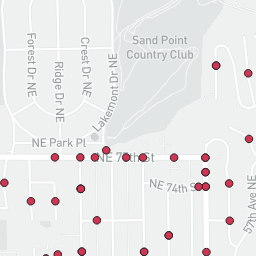 Sand Point
Country Club
Forest Dr NE
Ridge Dr NE
Crest Dr NE
Lakemont Dr NE
NE Park Pl
NE 75th St
NE 74th St
57th Ave NE